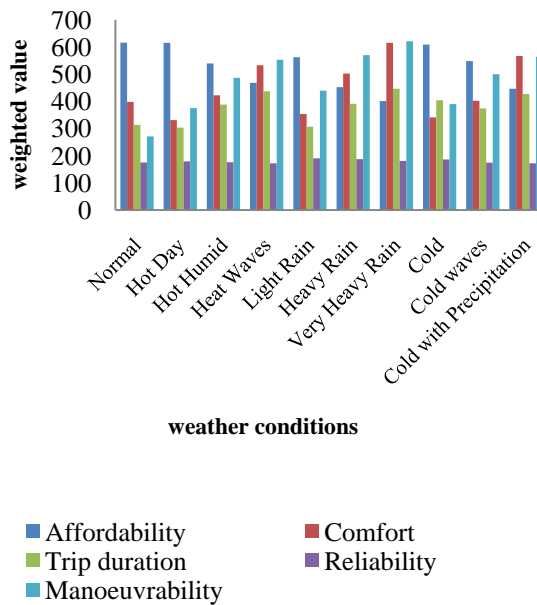 weighted value
700
600
500
400
300
200
100
0
Normal
Hot Day
Hot Humid
Heat Waves
Light Rain
Heavy Rain
Very Heavy Rain
Cold
Cold waves
Cold with Precipitation
weather conditions
Affordability
Comfort
Trip duration
Reliability
Manoeuvrability